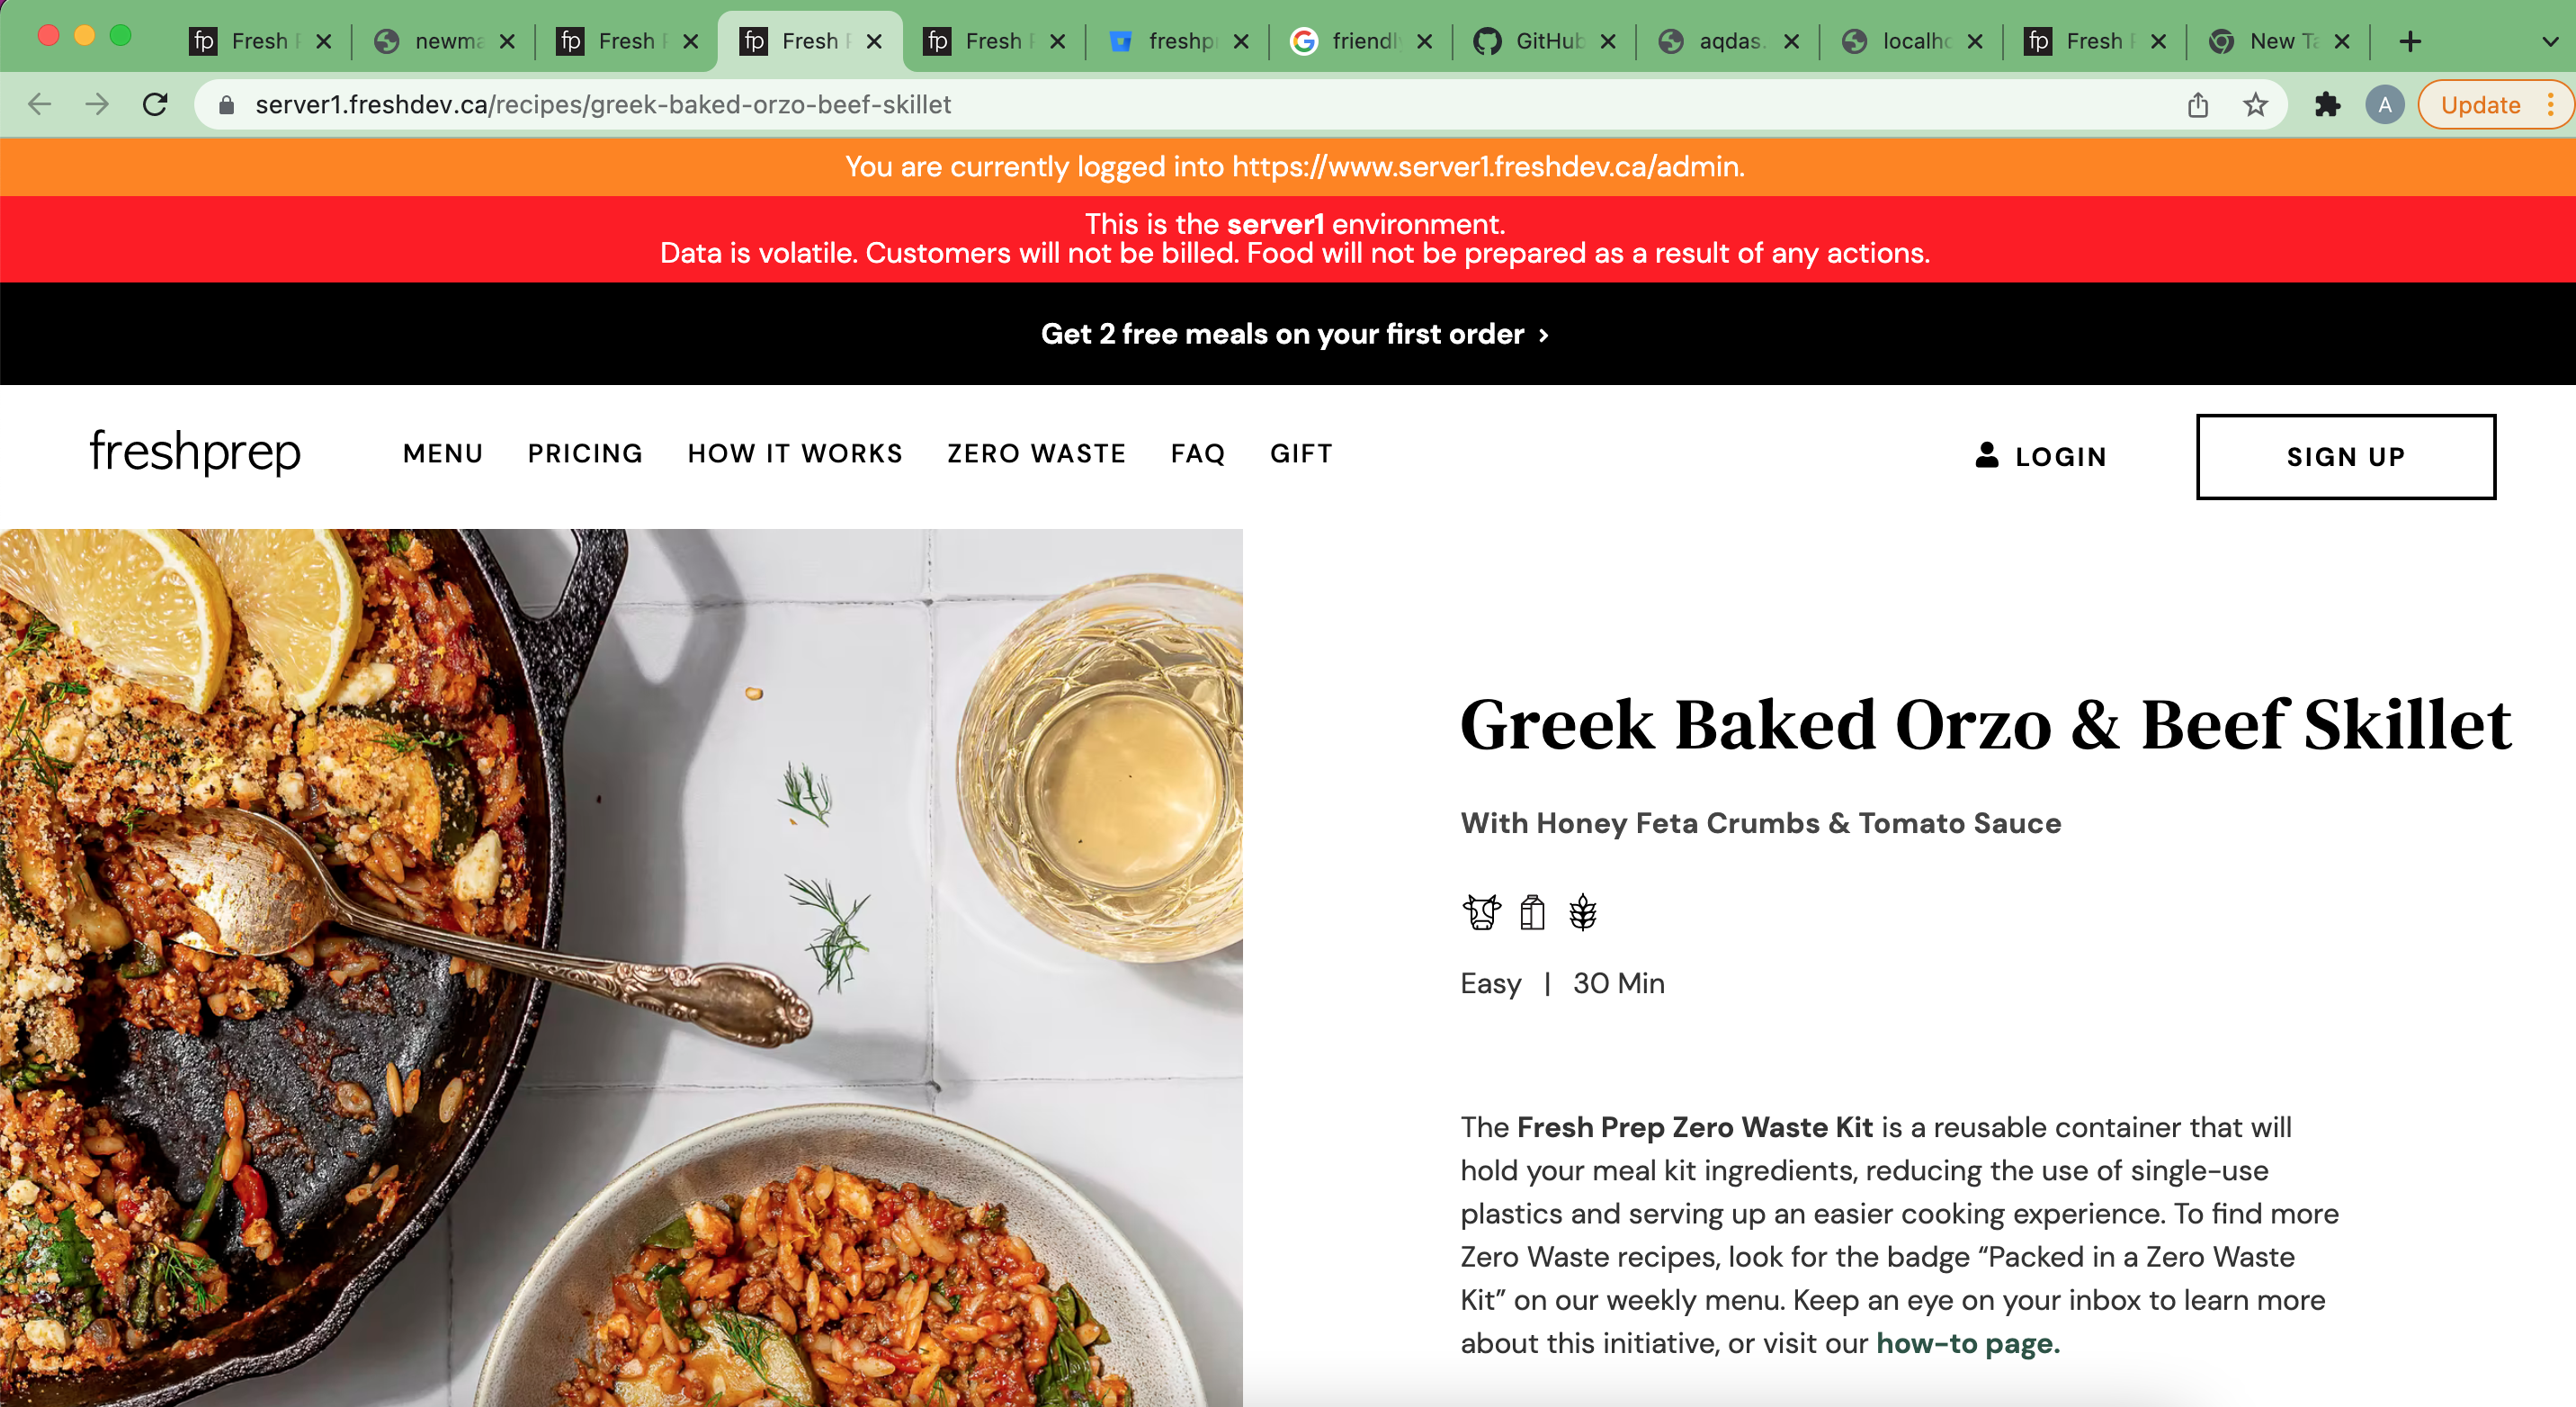 fp Fresh
newma
fp Fresh
fp Fresh
fp Fresh
freshp
friendl
GitHub
aqdas.
localho
fp Fresh
New Ta
server1.freshdev.ca/recipes/greek-baked-orzo-beef-skillet
A
Update
You are currently logged into https://www.server1.freshdev.ca/admin.
This is the server1 environment.
Data is volatile. Customers will not be billed. Food will not be prepared as a result of any actions.
Get 2 free meals on your first order ›
freshprep MENU PRICING HOW IT WORKS ZERO WASTE FAQ GIFT LOGIN SIGN UP
Greek Baked Orzo & Beef Skillet
With Honey Feta Crumbs & Tomato Sauce
Easy | 30 Min
The Fresh Prep Zero Waste Kit is a reusable container that will
hold your meal kit ingredients, reducing the use of single-use
plastics and serving up an easier cooking experience. To find more
Zero Waste recipes, look for the badge “Packed in a Zero Waste
Kit” on our weekly menu. Keep an eye on your inbox to learn more
about this initiative, or visit our how-to page.